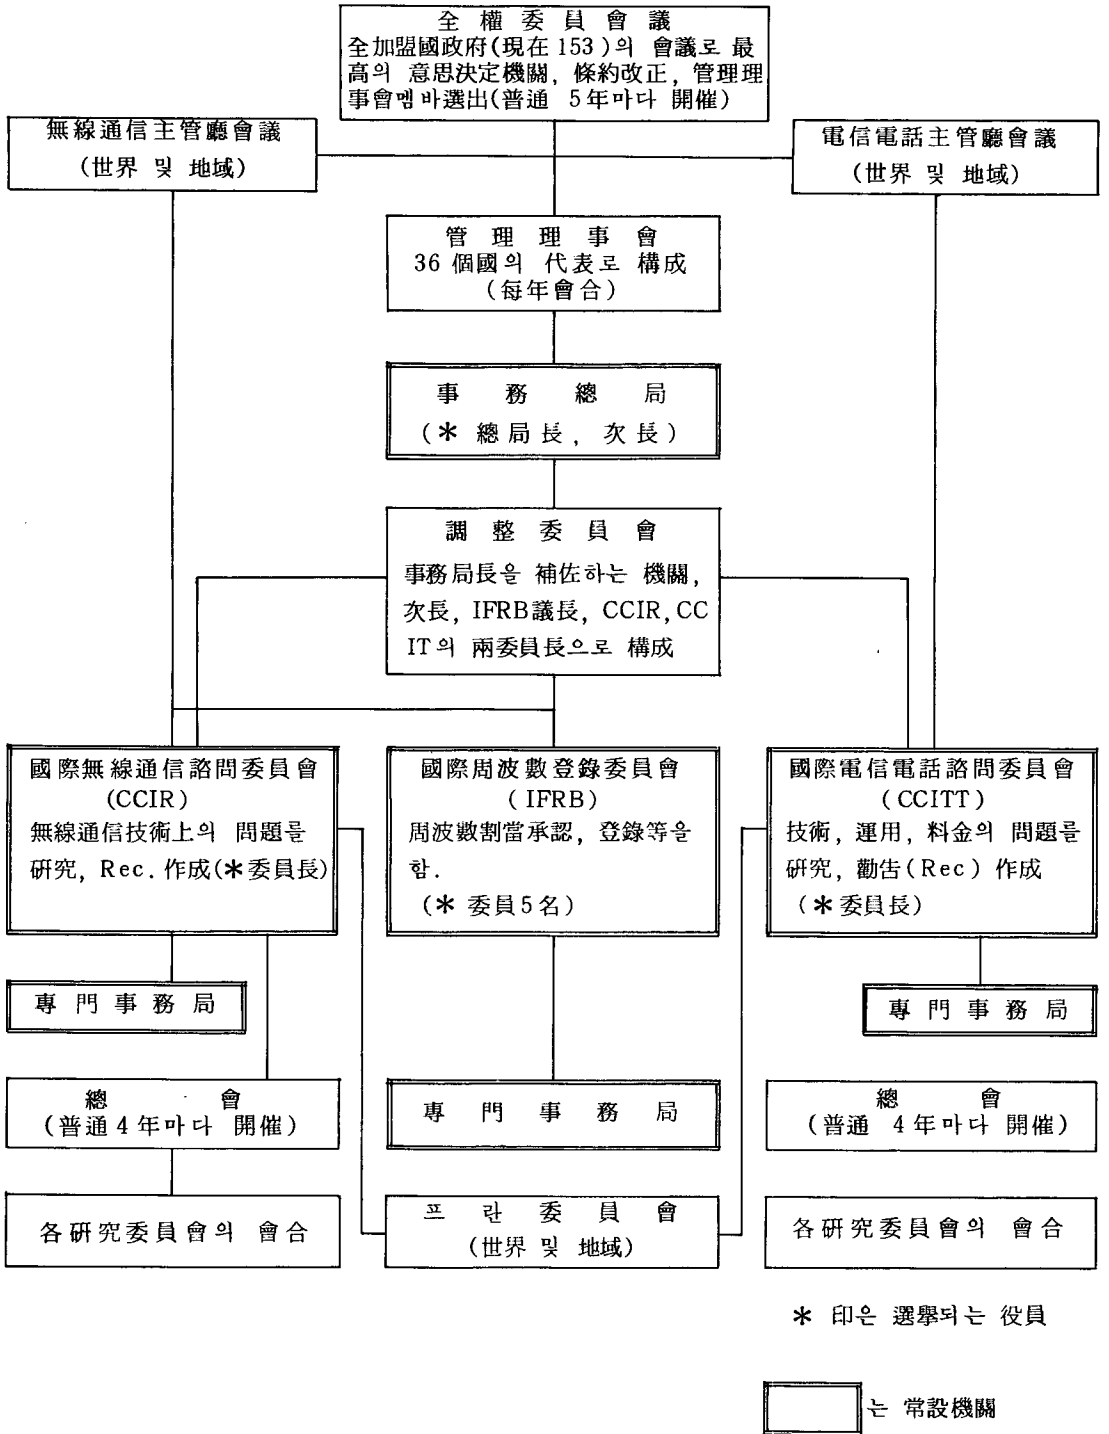 全權委員會議
全加盟國政府(現在153)의 會議로 最
高의 意思決定機關, 條約改正, 管理理
事會멤바選出(普通 5年마다 開催)
無線通信主管廳會議
(世界 및 地域)
電信電話主管廳會議
(世界 및 地域)
管理理事會
36個國의 代表로 構成
(每年會合)
事務總局
(* 總局長, 次長)
調整委員會
事務局長을 補佐하는 機關,
次長, IFRB議長, CCIR, CC
IT의 兩委員長으로 構成
國際無線通信諮問委員會
(CCIR)
無線通信技術上의 問題를
硏究, Rec. 作成(*委員長)
國際周波數登錄委員會
(IFRB)
周波數割當承認, 登錄等을
함.
(* 委員5名)
國際電信電話諮問委員會
(CCITT)
技術, 運用, 料金의 問題를
硏究, 勸告(Rec) 作成
(*委員長)
專門事務局
專門事務局
總會
(普通4年마다 開催)
專門事務局
總會
(普通 4年마다 開催)
各硏究委員會의 會合
프란委員會
(世界 및 地域)
各硏究委員會의 會合
* 印은 選擧되는 役員
는 常設機關